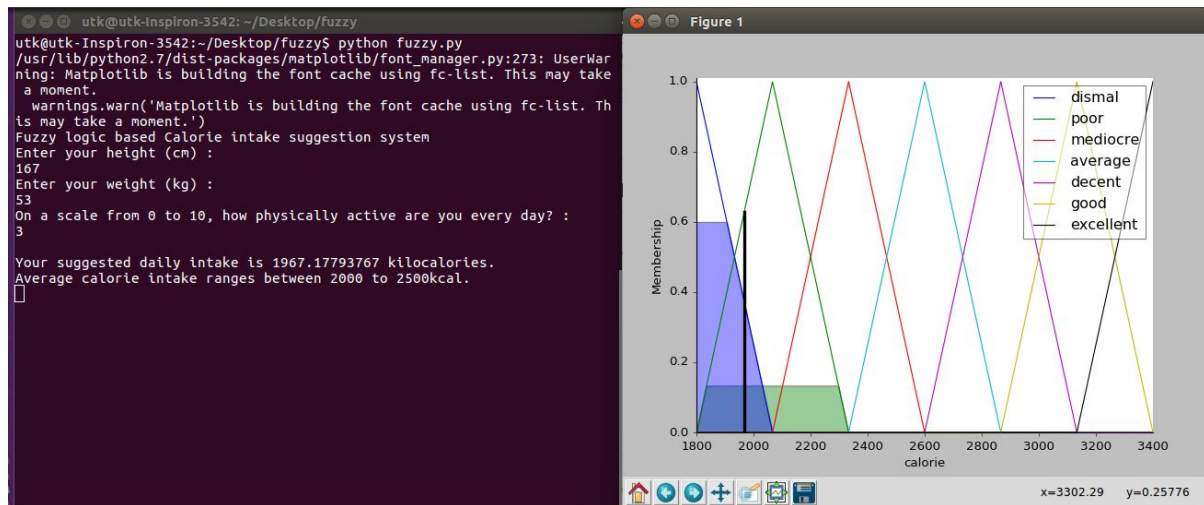 utk@utk-Inspiron-3542: ~/Desktop/fuzzy
utk@utk-Inspiron-3542:~/Desktop/fuzzy$ python fuzzy.py
/usr/lib/python2.7/dist-packages/matplotlib/font_manager.py:273: UserWar
ning: Matplotlib is building the font cache using fc-list. This may take
a moment.
warnings.warn('Matplotlib is building the font cache using fc-list. Th
is may take a moment.')
Fuzzy logic based Calorie intake suggestion system
Enter your height (cm) :
167
Enter your weight (kg) :
53
On a scale from 0 to 10, how physically active are you every day? :
3
Your suggested daily intake is 1967.17793767 kilocalories.
Average calorie intake ranges between 2000 to 2500kcal.
Figure 1
1.0
0.8
0.6
0.4
0.2
0.0
Membership
dismal
poor
mediocre
average
decent
good
excellent
1800 2000 2200 2400 2600 2800 3000 3200 3400
calorie
x=3302.29 y=0.25776